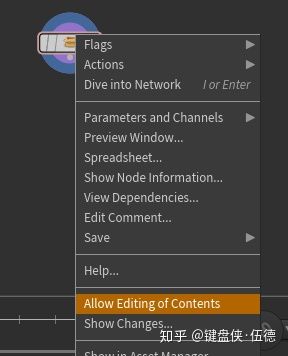 Flags
Actions
Dive into Network I or Enter
Parameters and Channels
Preview Window...
Spreadsheet...
Show Node Information...
View Dependencies...
Edit Comment...
Save
Help...
Allow Editing of Contents
Show Changes...
知乎 @键盘侠·伍德
Show in Asset Manager